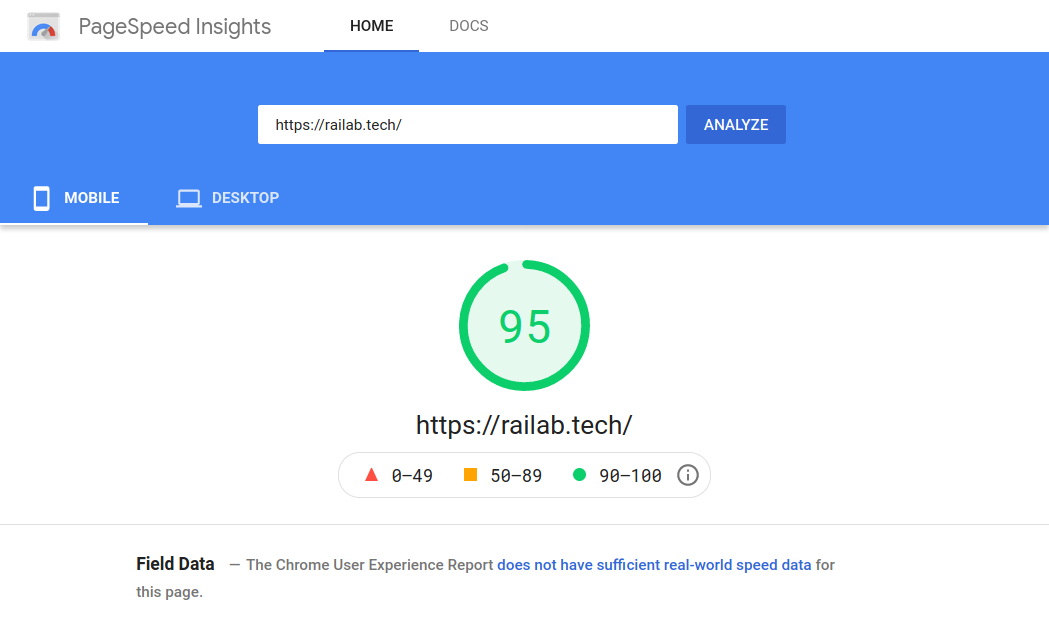 PageSpeed Insights HOME DOCS
https://railab.tech/ ANALYZE
MOBILE DESKTOP
95
https://railab.tech/
0–49 50–89 90–100
Field Data — The Chrome User Experience Report does not have sufficient real-world speed data for
this page.